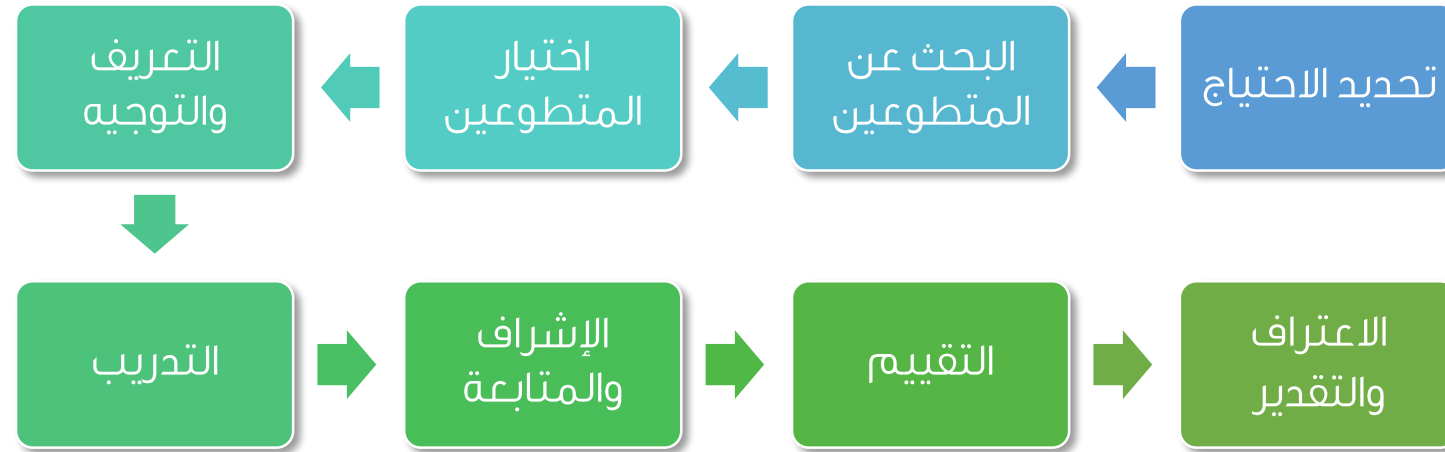 تحديد الاحتياج
البحث عن
المتطوعين
اختيار
المتطوعين
التعريف
والتوجيه
التدريب
الإشراف
والمتابعة
التقييم
الاعتراف
والتقدير